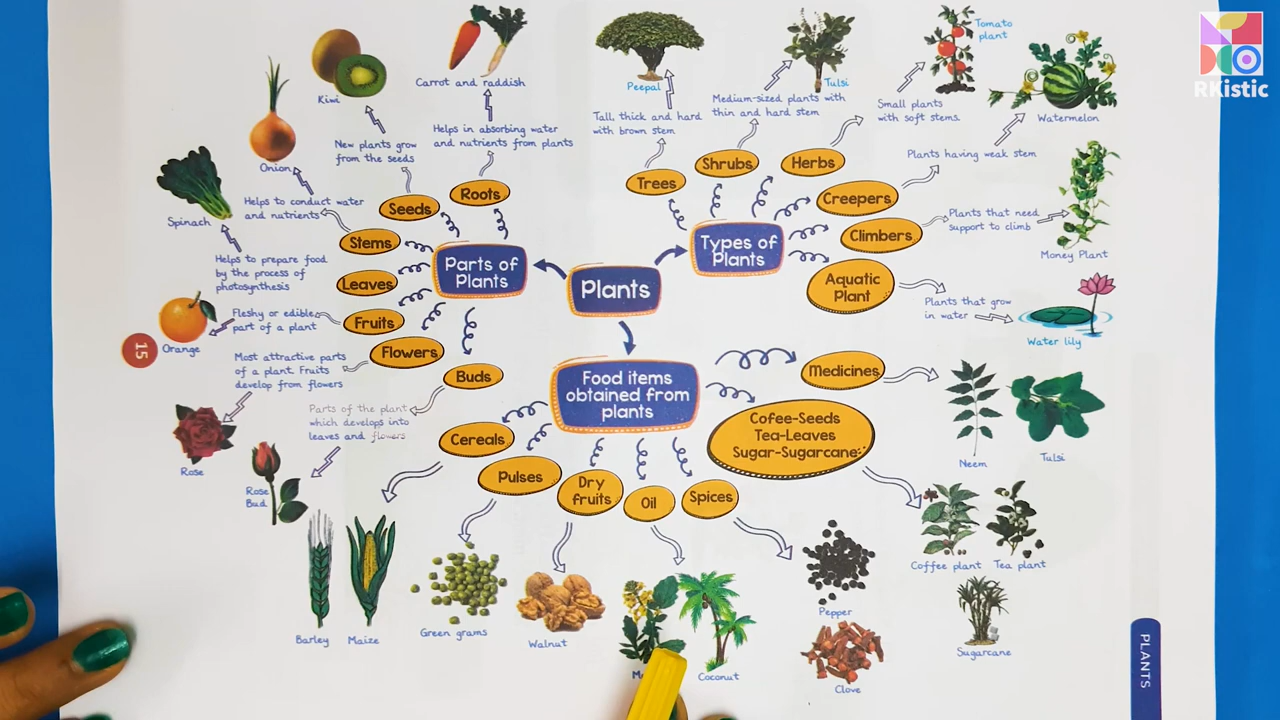 RKistic
Plants
Parts of
Plants
Roots
Helps in absorbing water
and nutrients from plants
Carrot and raddish
Seeds
New plants grow
from the seeds
Kiwi
Stems
Helps to conduct water
and nutrients
Onion
Leaves
Helps to prepare food
by the process of
photosynthesis
Spinach
Fruits
Fleshy or edible
part of a plant
Orange
Flowers
Most attractive parts
of a plant. Fruits
develop from flowers
Rose
Buds
Parts of the plant
which develops into
leaves and flowers
Rose
Bud
15
Types of
Plants
Trees
Tall, thick and hard
with brown stem
Peepal
Shrubs
Medium-sized plants with
thin and hard stem
Tulsi
Herbs
Small plants
with soft stems.
Tomato
plant
Creepers
Plants having weak stem
Watermelon
Climbers
Plants that need
support to climb
Money Plant
Aquatic
Plant
Plants that grow
in water
Water lily
Food items
obtained from
plants
Cereals
Barley
Maize
Pulses
Green grams
Dry
fruits
Walnut
Oil
Coconut
Spices
Pepper
Clove
Cofee-Seeds
Tea-Leaves
Sugar-Sugarcane
Coffee plant
Tea plant
Sugarcane
Medicines
Neem
Tulsi
PLANTS